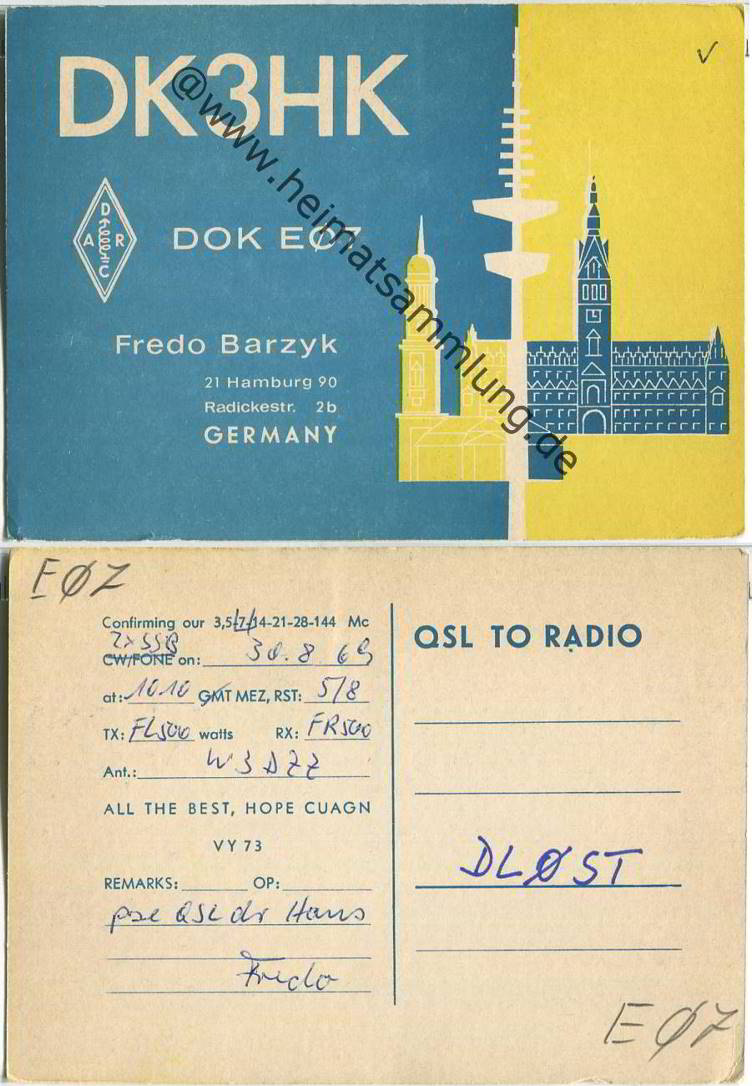 DK3HK
✓
@www.heimatsammlung.de
DARC
DOK EØ7
Fredo Barzyk
21 Hamburg 90
Radickestr. 2b
GERMANY
EØ7
Confirming our 3,5-7-14-21-28-144 Mc
2x SSB
CW/FONE on: 30. 8. 69
at: 1010 GMT MEZ, RST: 5/8
TX: FL500 watts RX: FR500
Ant.: W3DZZ
ALL THE BEST, HOPE CUAGN
VY 73
REMARKS: OP:
pse QSL dr Hans
Fredo
QSL TO RADIO
DLØST
EØ7